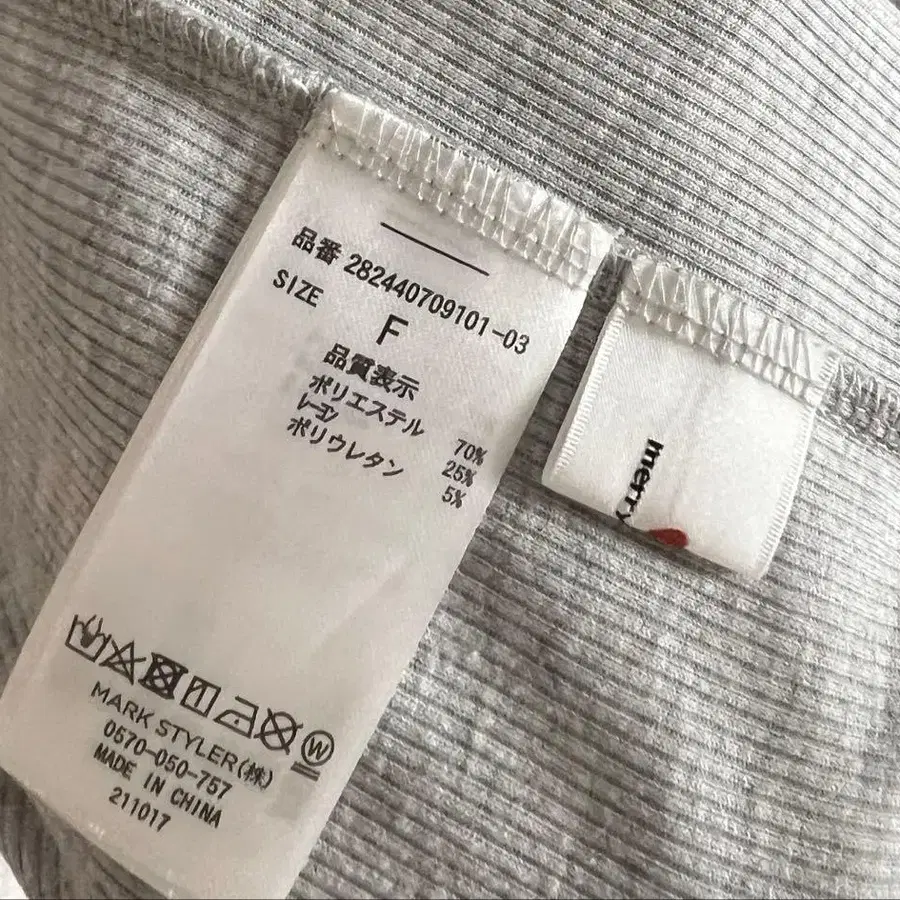 品番 282440709101-03
SIZE
F
品質表示
ポリエステル 70%
レーヨン 25%
ポリウレタン 5%
W
MARK STYLER(株)
0570-050-757
MADE IN CHINA
211017
merry